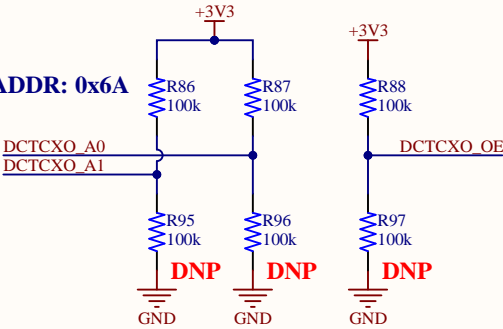 +3V3
+3V3
ADDR: 0x6A
R86
100k
R87
100k
R88
100k
DCTCXO_A0
DCTCXO_A1
DCTCXO_OE
R95
100k
R96
100k
R97
100k
DNP
DNP
DNP
GND
GND
GND